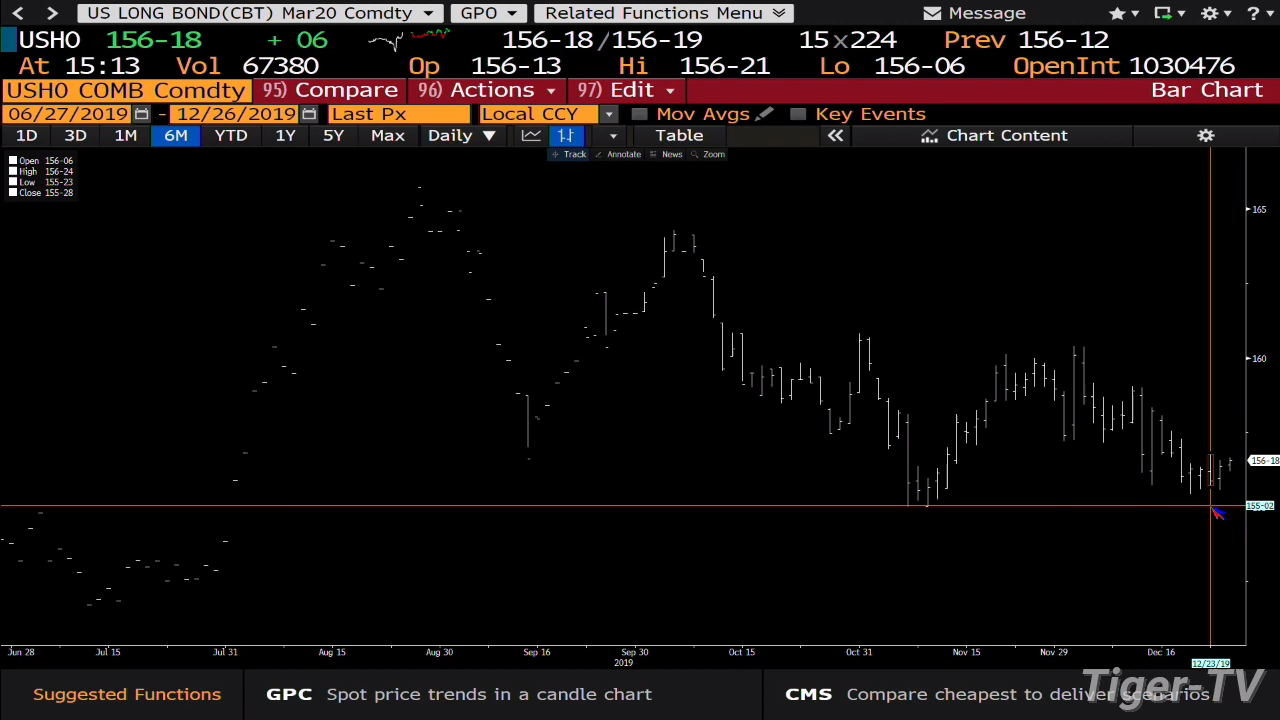 US LONG BOND(CBT) Mar20 Comdty GPO Related Functions Menu Message
USH0 156-18 + 06 156-18/156-19 15x224 Prev 156-12
At 15:13 Vol 67380 Op 156-13 Hi 156-21 Lo 156-06 OpenInt 1030476
USH0 COMB Comdty 95) Compare 96) Actions 97) Edit Bar Chart
06/27/2019 - 12/26/2019 Last Px Local CCY Mov Avgs Key Events
1D 3D 1M 6M YTD 1Y 5Y Max Daily Table Chart Content
Track Annotate News Zoom
Open 156-06
High 156-24
Low 155-23
Close 155-28
165
160
156-18
155-02
Jun 28 Jul 15 Jul 31 Aug 15 Aug 30 Sep 16 Sep 30 Oct 15 Oct 31 Nov 15 Nov 29 Dec 16
2019 12/23/19
Suggested Functions GPC Spot price trends in a candle chart CMS Compare cheapest to deliver scenarios
Tiger-TV